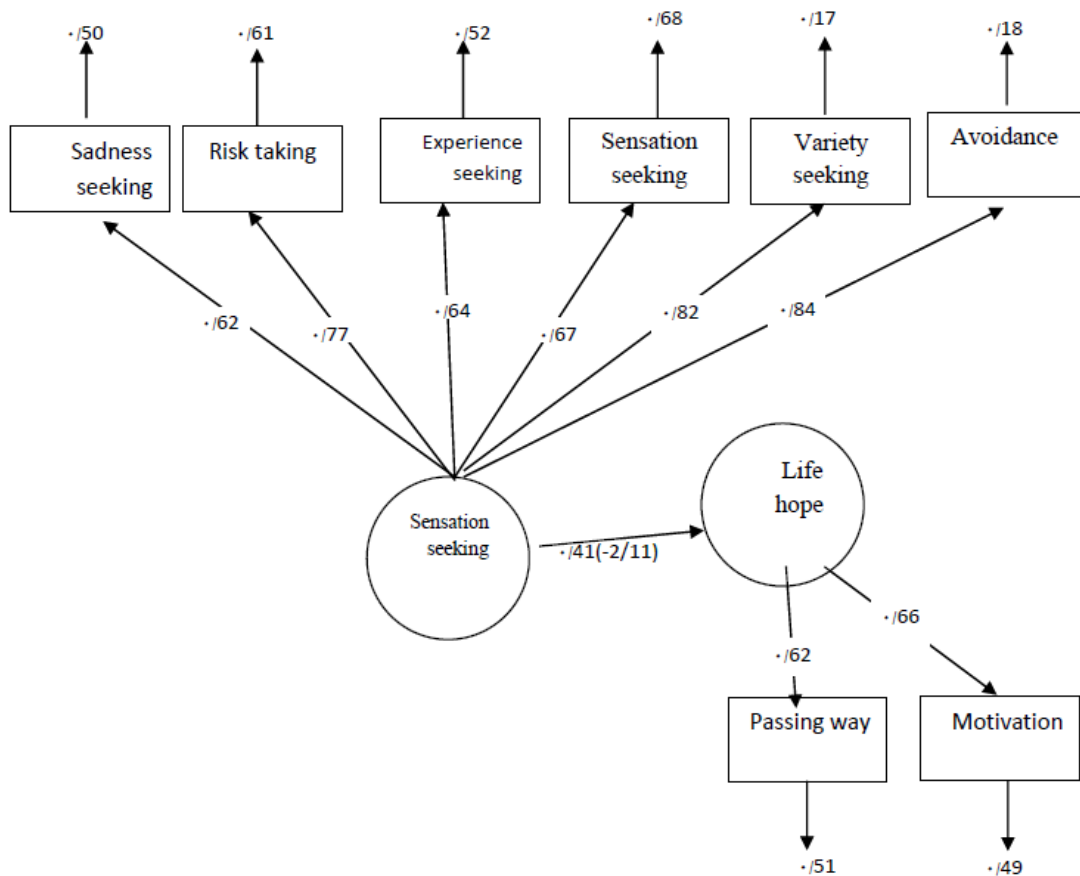 ·/50
·/61
·/52
·/68
·/17
·/18
Sadness
seeking
Risk taking
Experience
seeking
Sensation
seeking
Variety
seeking
Avoidance
·/62
·/77
·/64
·/67
·/82
·/84
Sensation
seeking
·/41(-2/11)
Life
hope
·/62
·/66
Passing way
Motivation
·/51
·/49